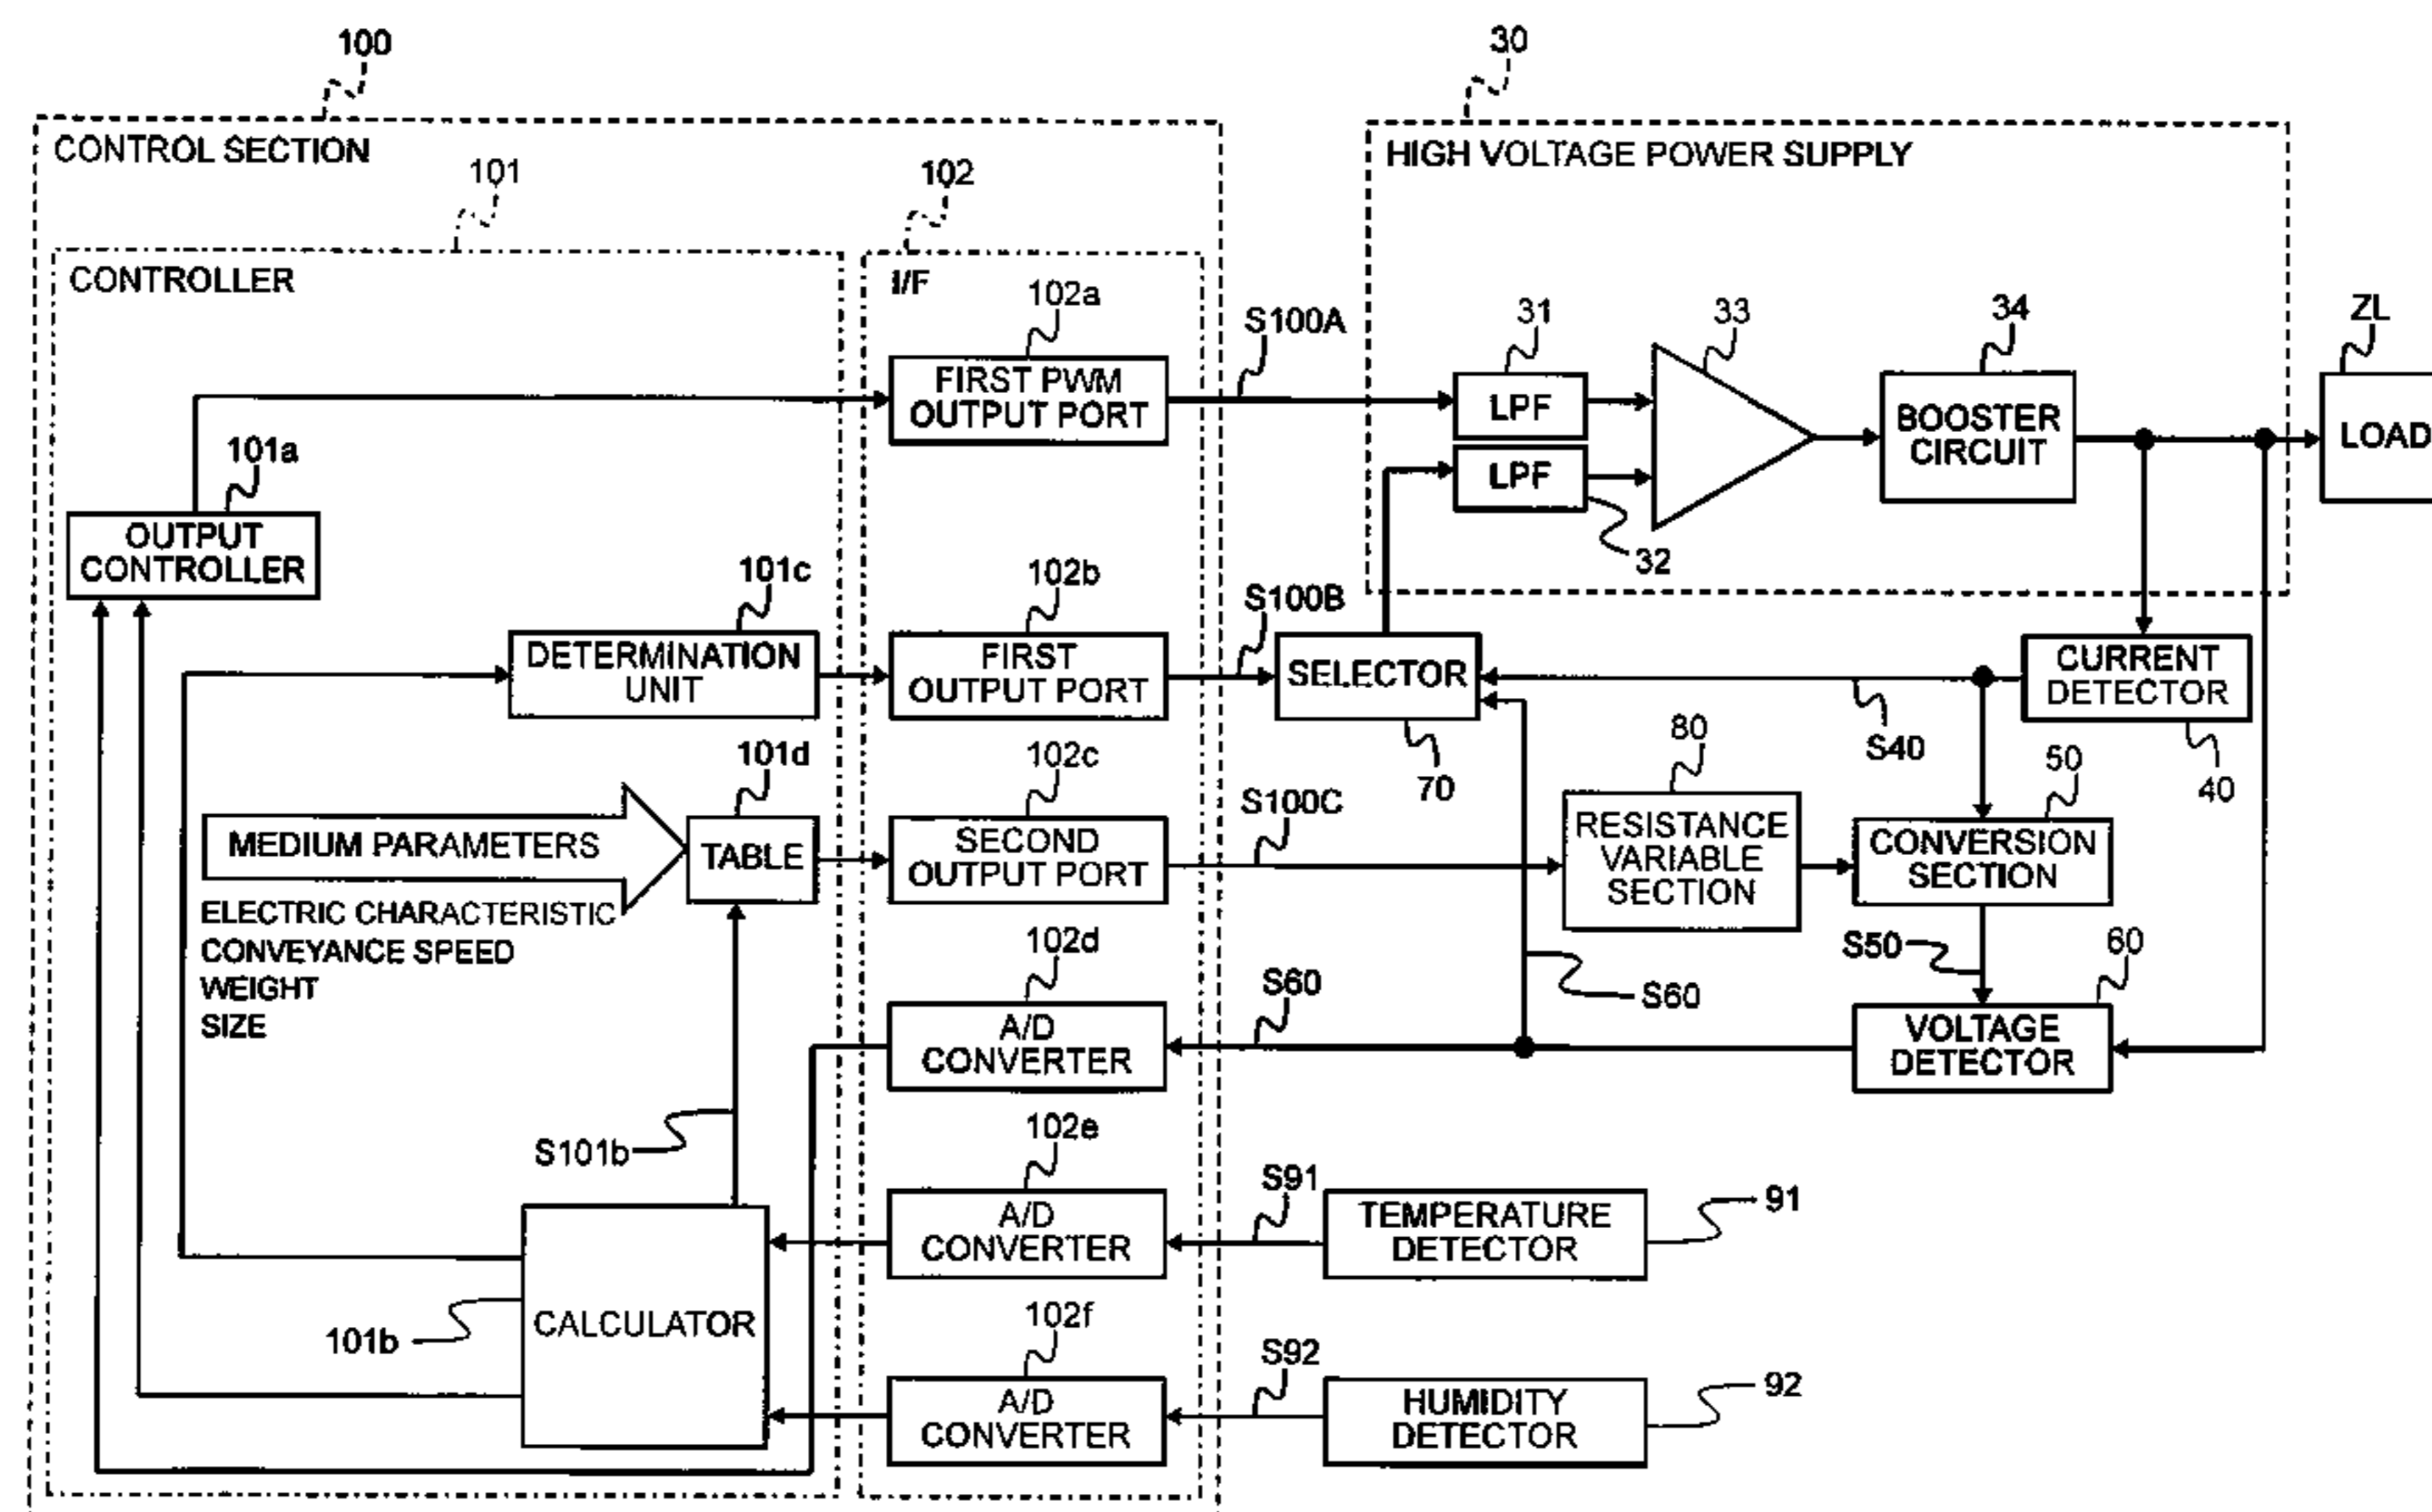 100
30
CONTROL SECTION
HIGH VOLTAGE POWER SUPPLY
101
102
CONTROLLER
I/F
102a
S100A
31
33
34
ZL
FIRST PWM
OUTPUT PORT
LPF
BOOSTER
CIRCUIT
LOAD
101a
LPF
32
OUTPUT
CONTROLLER
101c
102b
S100B
DETERMINATION
UNIT
FIRST
OUTPUT PORT
SELECTOR
CURRENT
DETECTOR
S40
40
70
101d
102c
S100C
80
50
MEDIUM PARAMETERS
TABLE
SECOND
OUTPUT PORT
RESISTANCE
VARIABLE
SECTION
CONVERSION
SECTION
ELECTRIC CHARACTERISTIC
CONVEYANCE SPEED
WEIGHT
SIZE
102d
S60
S60
S50
60
A/D
CONVERTER
VOLTAGE
DETECTOR
S101b
102e
S91
A/D
CONVERTER
TEMPERATURE
DETECTOR
91
CALCULATOR
101b
102f
S92
A/D
CONVERTER
HUMIDITY
DETECTOR
92